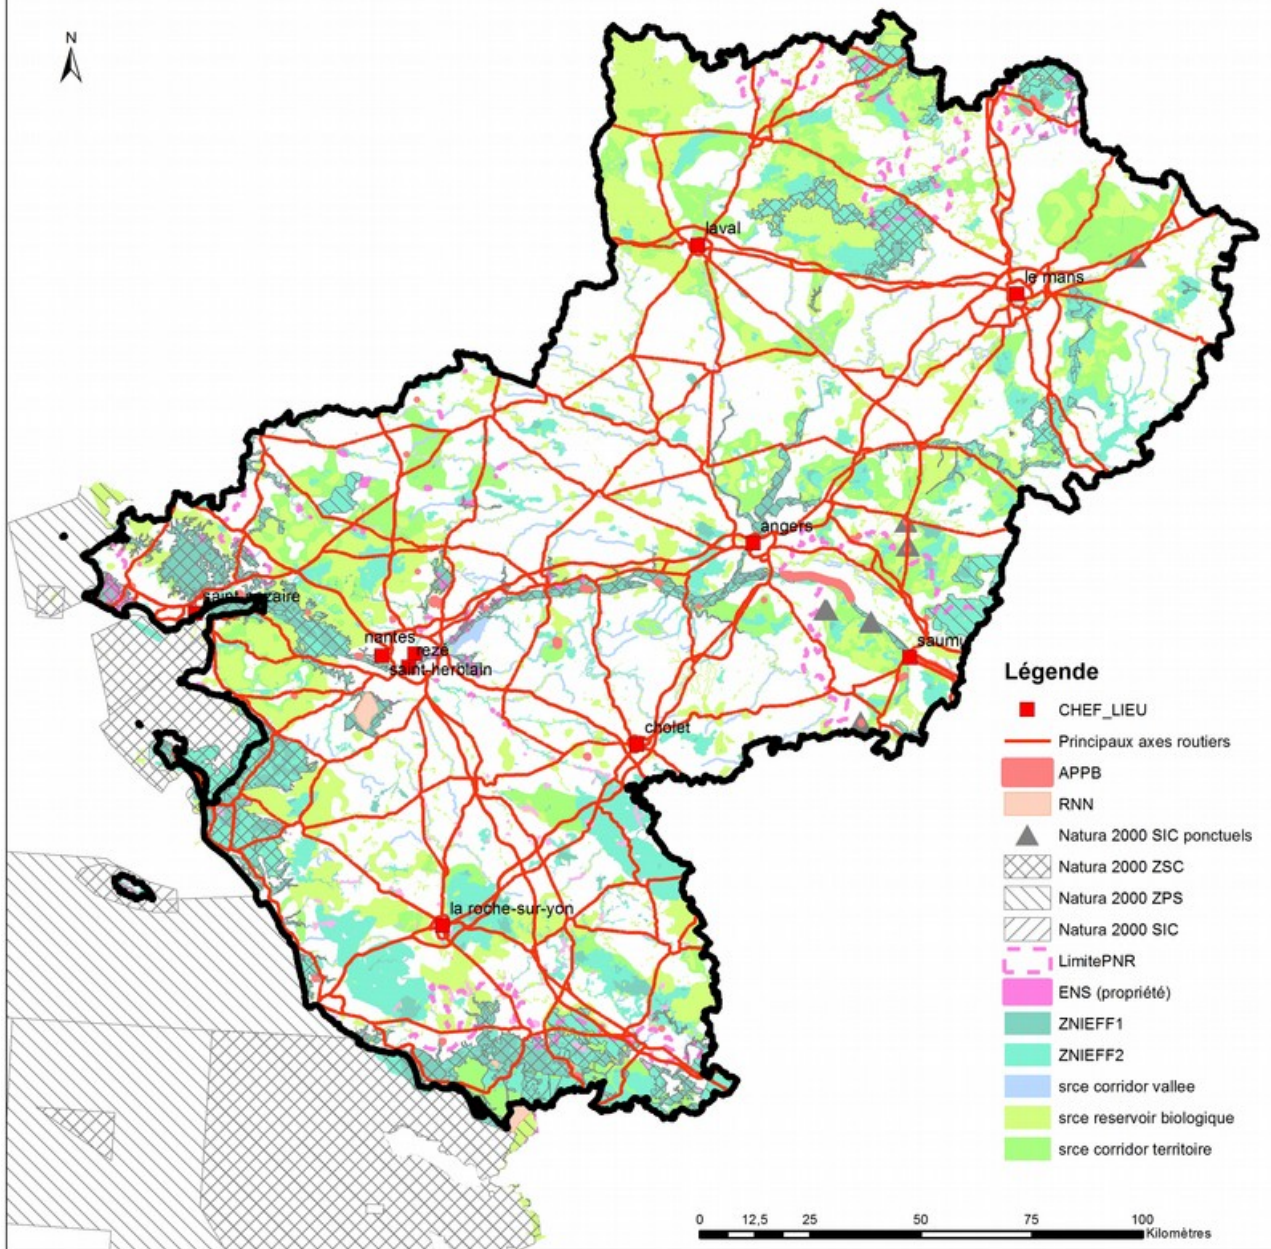 N
laval
le mans
angers
saint-nazaire
nantes
reze
saint-herblain
saumu
cholet
la roche-sur-yon
Légende
CHEF_LIEU
Principaux axes routiers
APPB
RNN
Natura 2000 SIC ponctuels
Natura 2000 ZSC
Natura 2000 ZPS
Natura 2000 SIC
LimitePNR
ENS (propriété)
ZNIEFF1
ZNIEFF2
srce corridor vallee
srce reservoir biologique
srce corridor territoire
0 12,5 25 50 75 100
Kilomètres